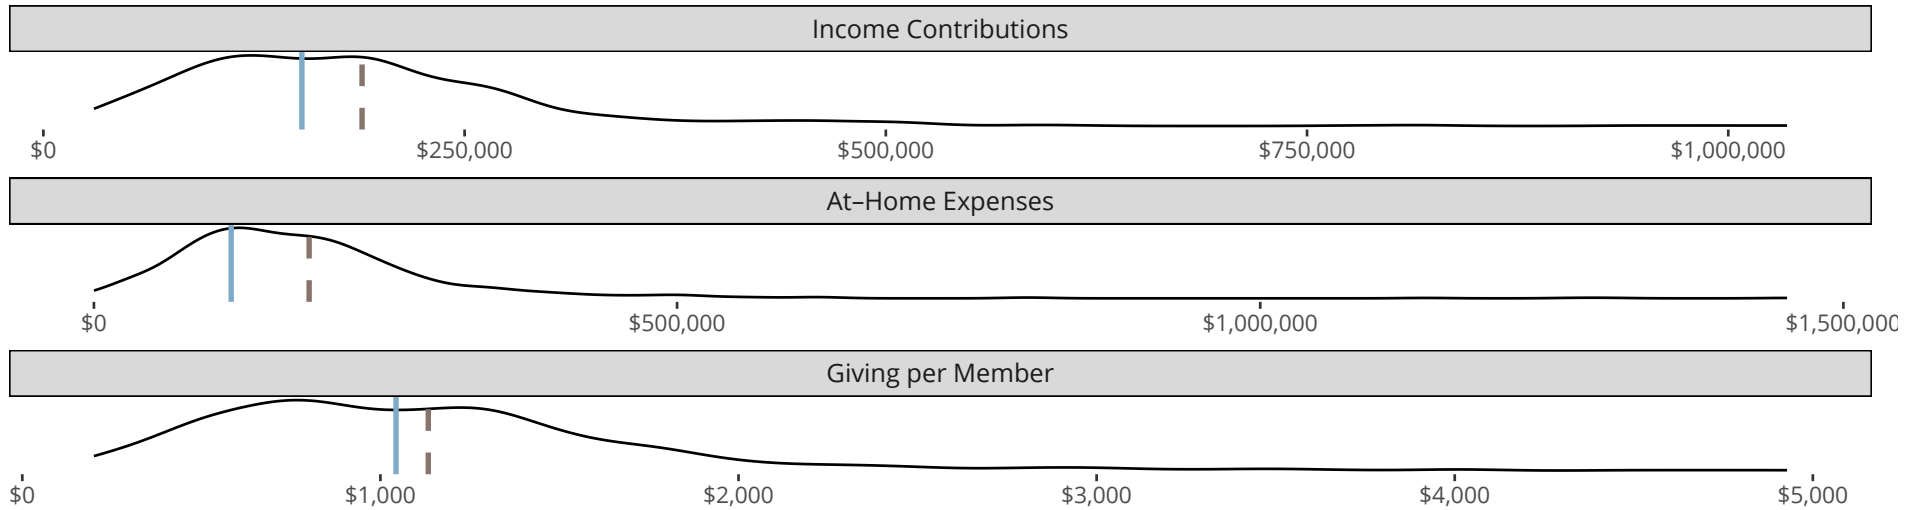 Income Contributions
$0 $250,000 $500,000 $750,000 $1,000,000
At–Home Expenses
$0 $500,000 $1,000,000 $1,500,000
Giving per Member
$0 $1,000 $2,000 $3,000 $4,000 $5,000